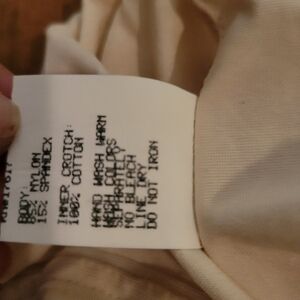 BODY:
85% NYLON
15% SPANDEX
INNER CROTCH:
100% COTTON
HAND WASH WARM
WASH COLORS
SEPARATELY
NO BLEACH
LINE DRY
DO NOT IRON